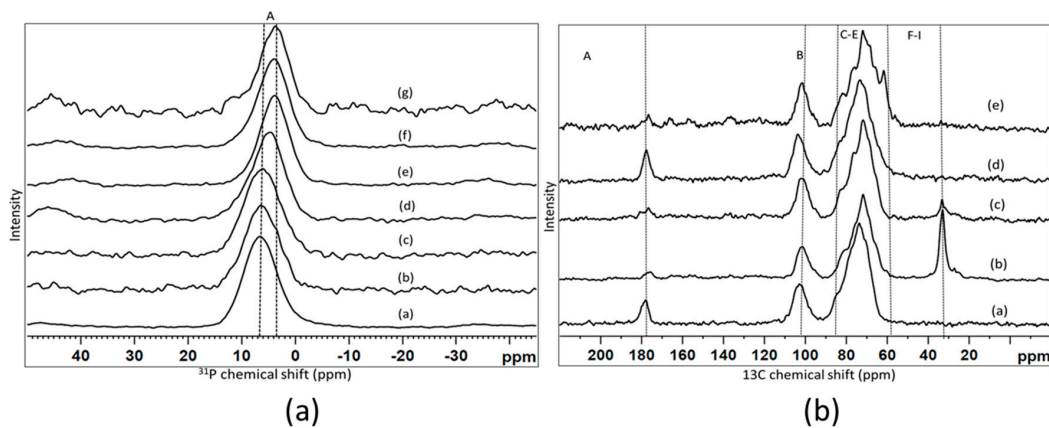 A
(g)
(f)
(e)
(d)
(c)
(b)
(a)
Intensity
40 20 10 0 -10 -20 -30 ppm
31P chemical shift (ppm)
(a)
A B C-E F-I
(e)
(d)
(c)
(b)
(a)
Intensity
200 180 160 140 120 100 80 60 40 20 ppm
13C chemical shift (ppm)
(b)